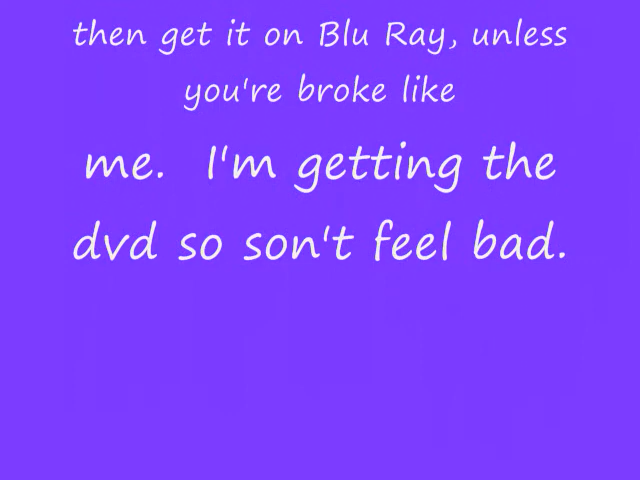 then get it on Blu Ray, unless
you're broke like
me.  I'm getting the
dvd so son't feel bad.